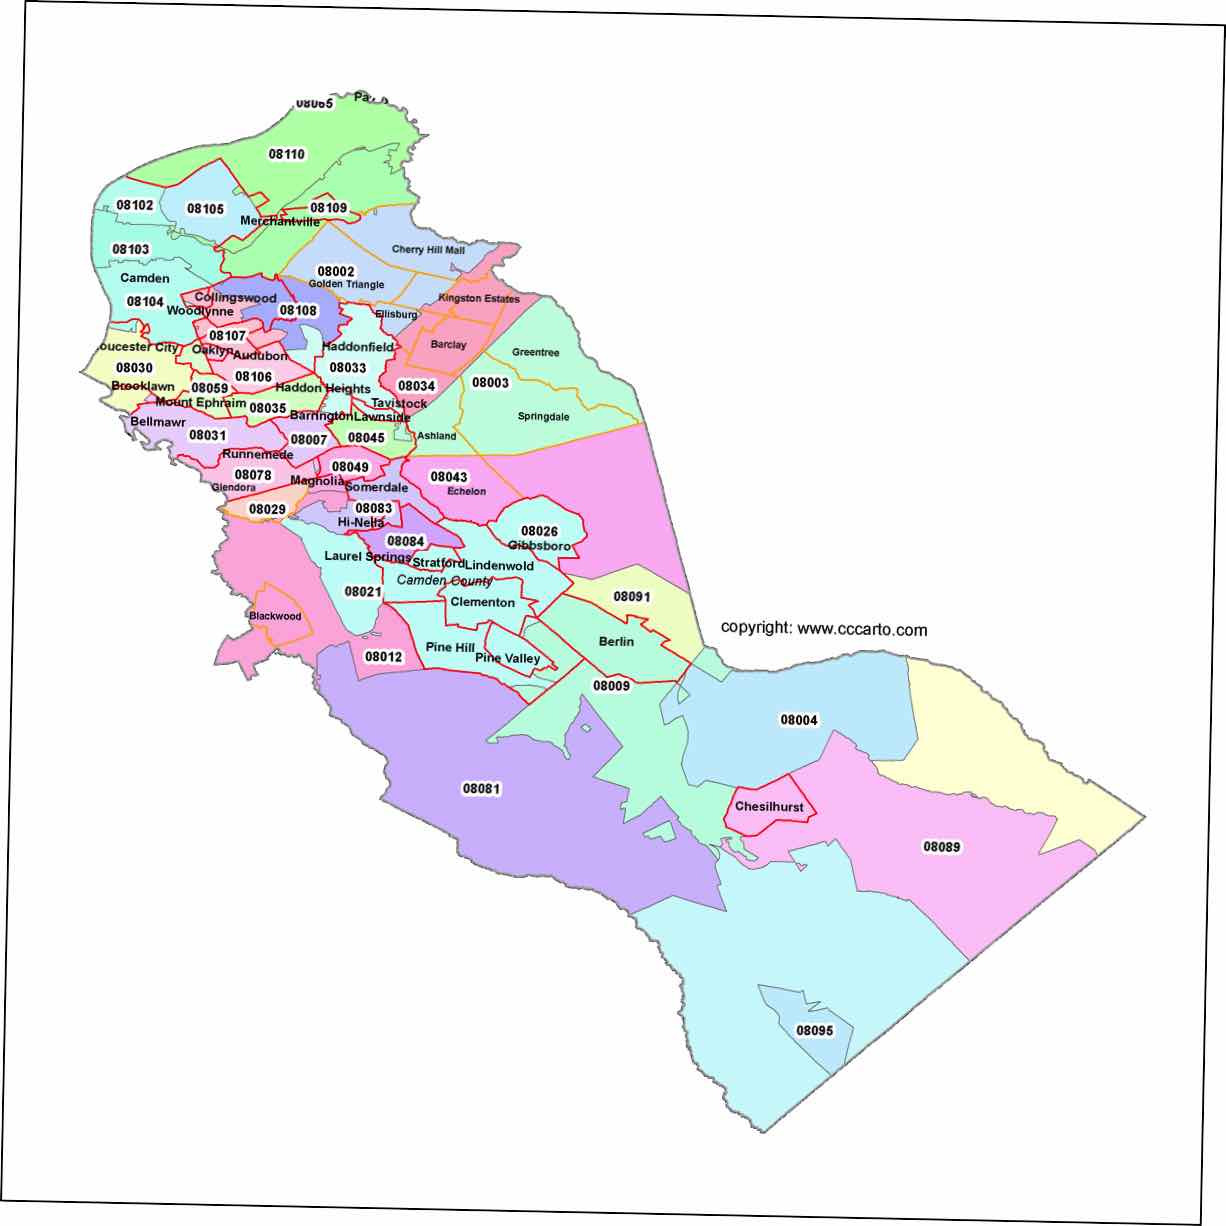 08065
08110
08102
08105
08109
Merchantville
08103
Cherry Hill Mall
Camden
08002
Golden Triangle
08104
Collingswood
Woodlynne
08108
Kingston Estates
Ellisburg
08107
oucester City
Oaklyn
Audubon
Haddonfield
Barclay
Greentree
08030
08106
08033
08034
08003
Brooklawn
08059
Haddon Heights
Mount Ephraim
08035
Tavistock
Barrington
Lawnside
Springdale
Bellmawr
08031
08007
08045
Ashland
Runnemede
08049
08078
Magnolia
08043
Glendora
Somerdale
Echelon
08029
08083
Hi-Nella
08026
Gibbsboro
08084
Laurel Springs
Stratford
Lindenwold
Camden County
08021
Clementon
08091
Blackwood
copyright: www.cccarto.com
Berlin
Pine Hill
Pine Valley
08012
08009
08004
08081
Chesilhurst
08089
08095